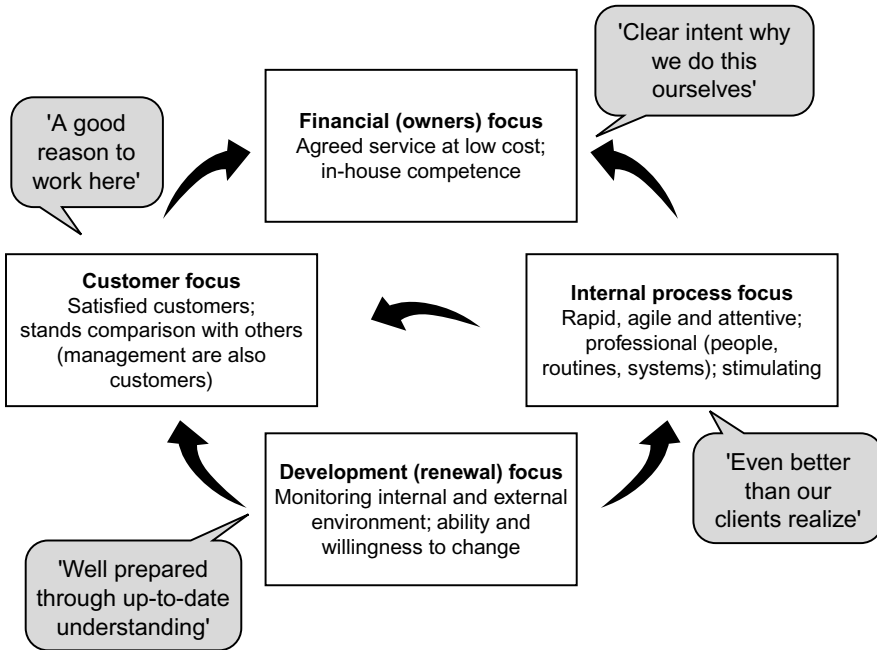 'Clear intent why
we do this
ourselves'
Financial (owners) focus
Agreed service at low cost;
in-house competence
'A good
reason to
work here'
Customer focus
Satisfied customers;
stands comparison with others
(management are also
customers)
Internal process focus
Rapid, agile and attentive;
professional (people,
routines, systems); stimulating
Development (renewal) focus
Monitoring internal and external
environment; ability and
willingness to change
'Even better
than our
clients realize'
'Well prepared
through up-to-date
understanding'